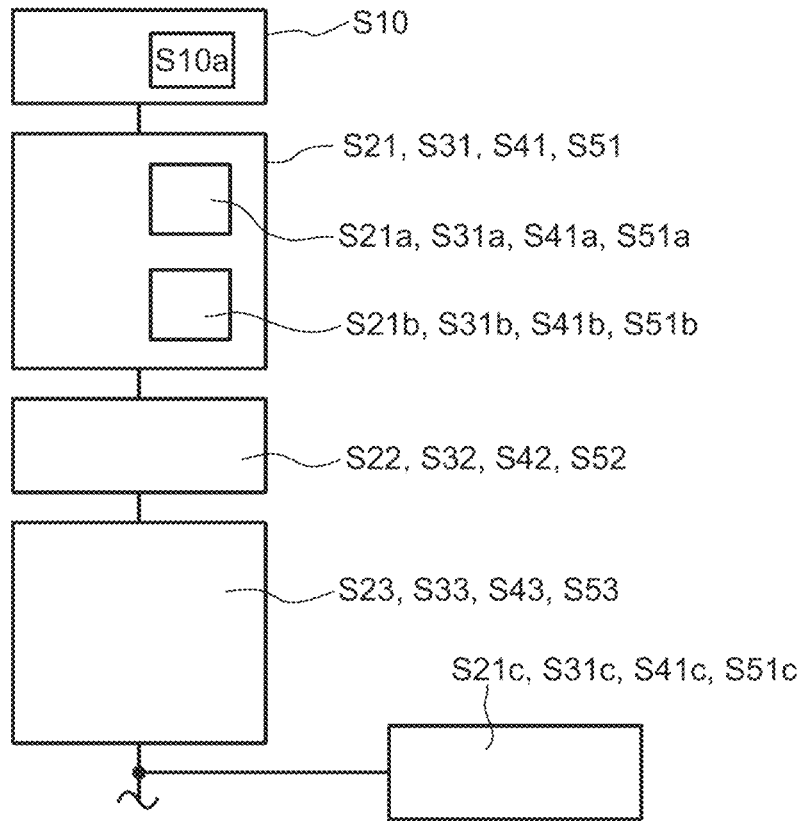 S10
S10a
S21, S31, S41, S51
S21a, S31a, S41a, S51a
S21b, S31b, S41b, S51b
S22, S32, S42, S52
S23, S33, S43, S53
S21c, S31c, S41c, S51c